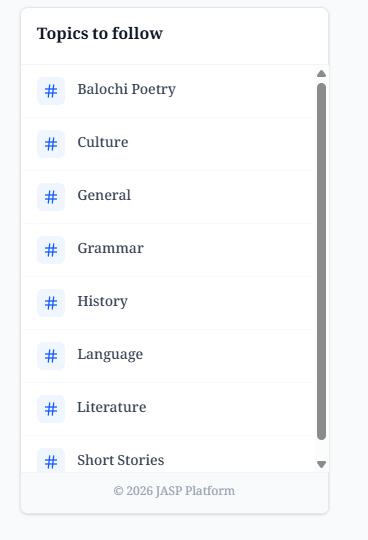 Topics to follow
# Balochi Poetry
# Culture
# General
# Grammar
# History
# Language
# Literature
# Short Stories
© 2026 JASP Platform